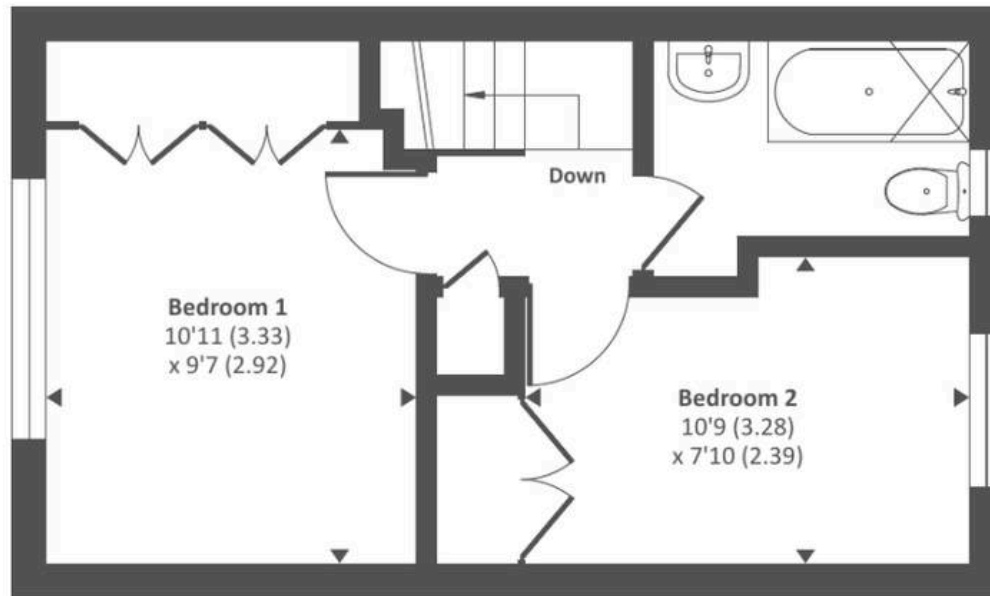 Down
Bedroom 1
10'11 (3.33)
x 9'7 (2.92)
Bedroom 2
10'9 (3.28)
x 7'10 (2.39)